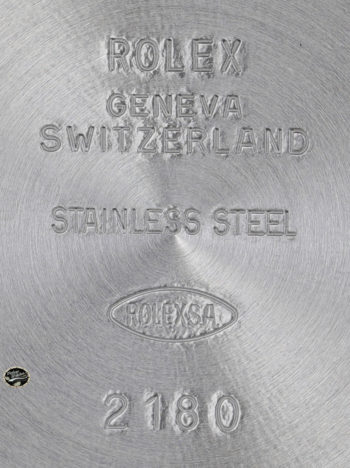 ROLEX
GENEVA
SWITZERLAND
STAINLESS STEEL
ROLEX S.A.
2180